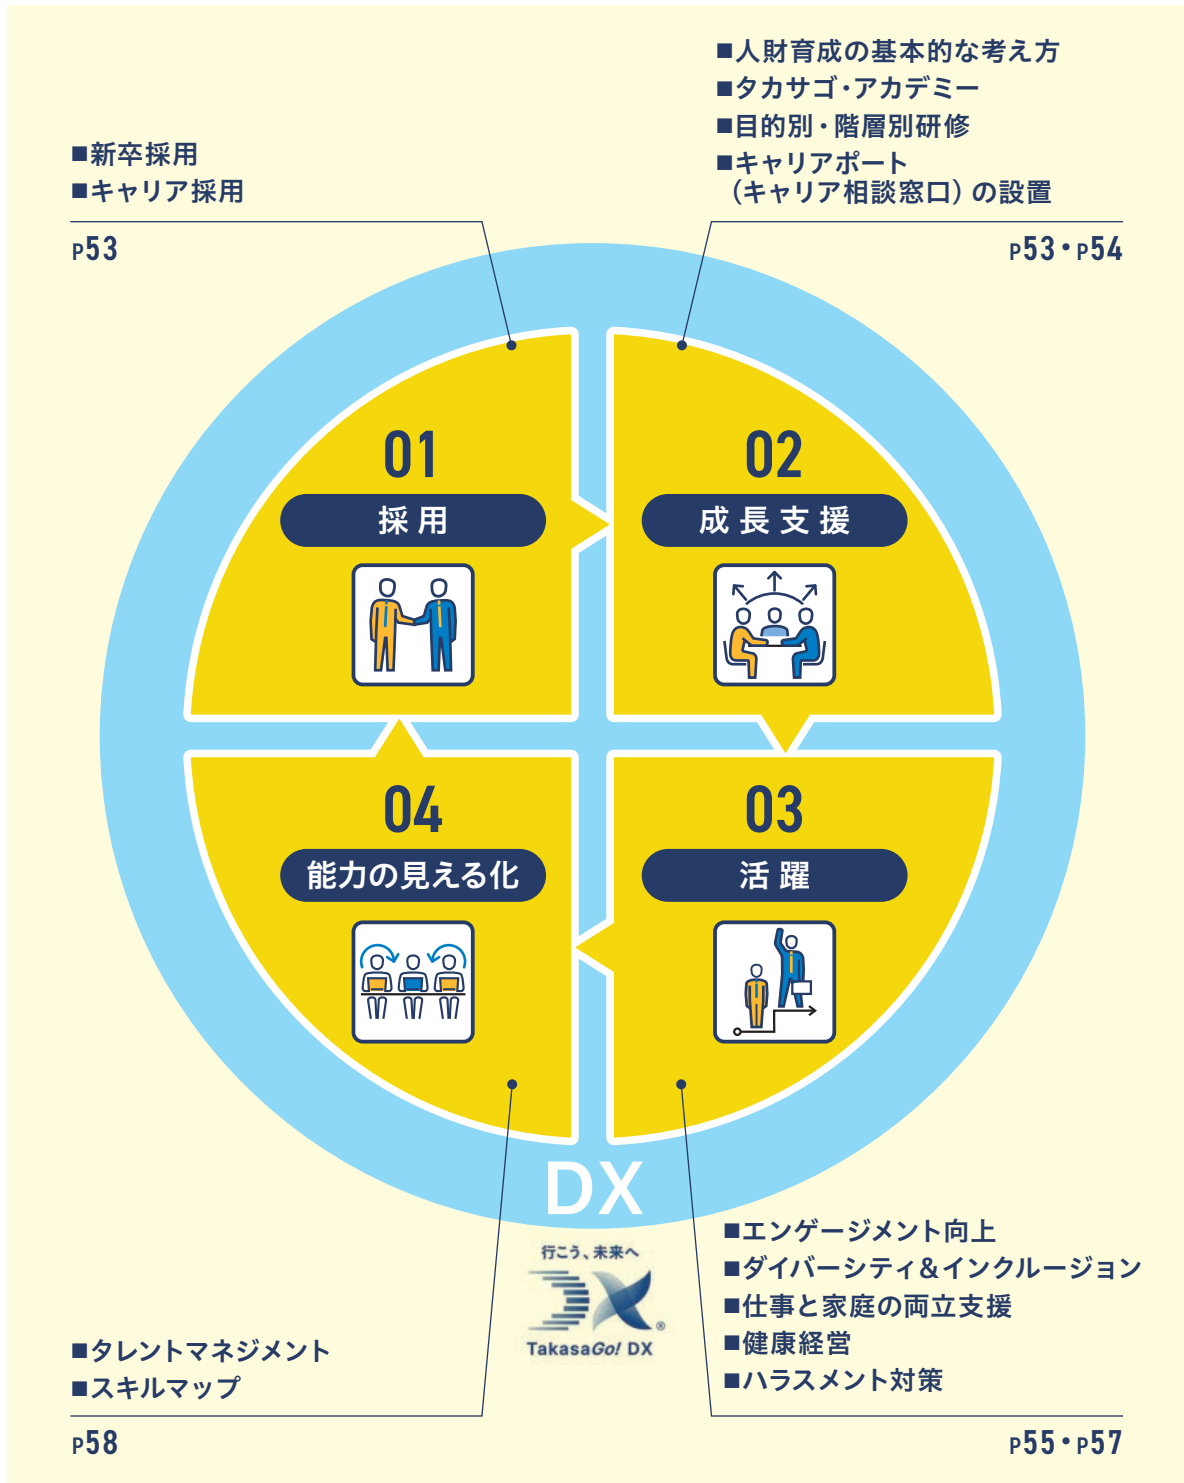 ■新卒採用
■キャリア採用
P53
■人財育成の基本的な考え方
■タカサゴ・アカデミー
■目的別・階層別研修
■キャリアポート
（キャリア相談窓口）の設置
P53・P54
01
採用
02
成長支援
04
能力の見える化
03
活躍
DX
行こう、未来へ
DX®
TakasaGo! DX
■タレントマネジメント
■スキルマップ
P58
■エンゲージメント向上
■ダイバーシティ&インクルージョン
■仕事と家庭の両立支援
■健康経営
■ハラスメント対策
P55・P57